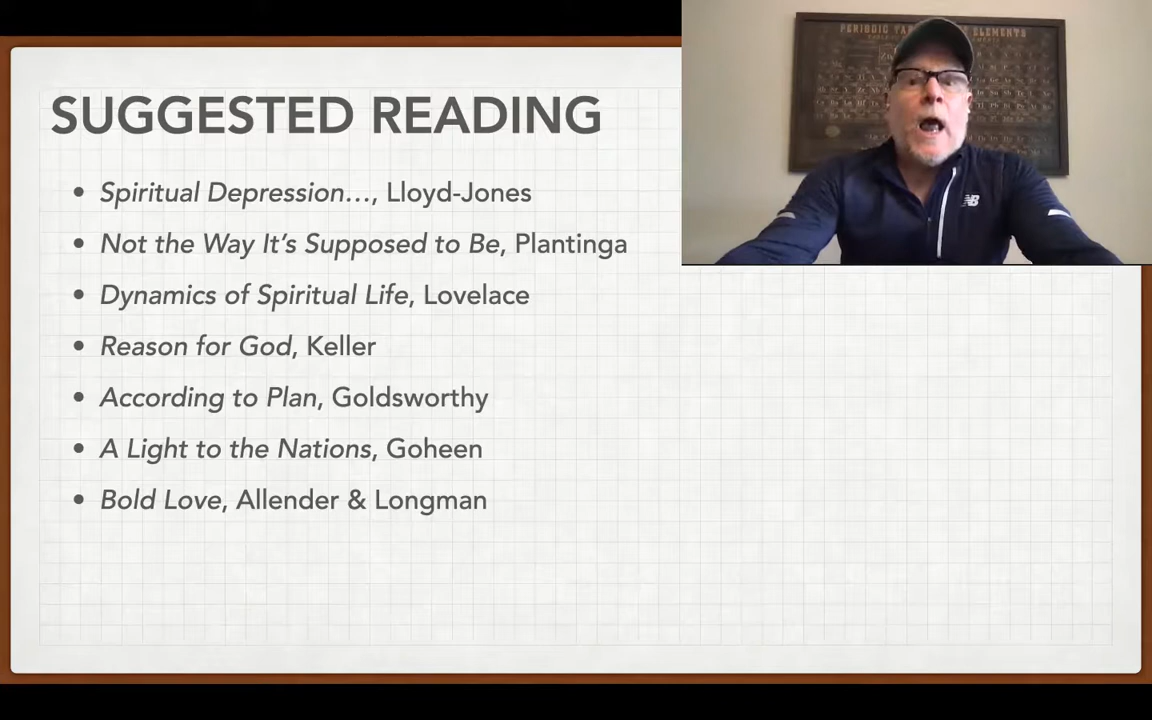 SUGGESTED READING
• Spiritual Depression…, Lloyd-Jones
• Not the Way It’s Supposed to Be, Plantinga
• Dynamics of Spiritual Life, Lovelace
• Reason for God, Keller
• According to Plan, Goldsworthy
• A Light to the Nations, Goheen
• Bold Love, Allender & Longman
PERIODIC ELEMENTS
NB